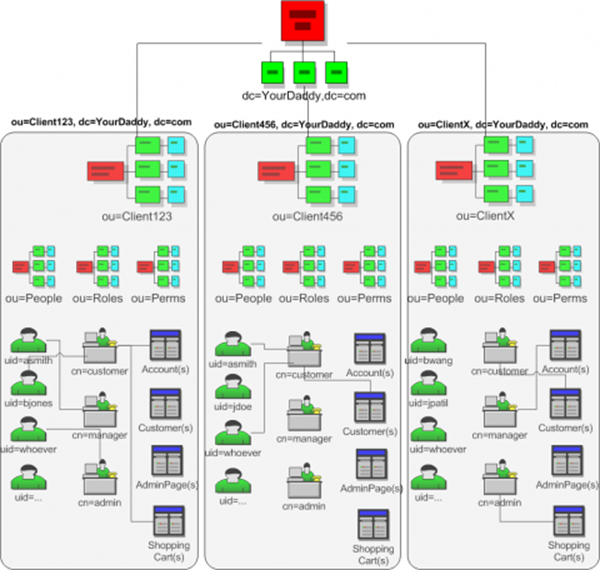 dc=YourDaddy,dc=com
ou=Client123, dc=YourDaddy, dc=com
ou=Client456, dc=YourDaddy, dc=com
ou=ClientX, dc=YourDaddy, dc=com
ou=Client123
ou=Client456
ou=ClientX
ou=People
ou=Roles
ou=Perms
ou=People
ou=Roles
ou=Perms
ou=People
ou=Roles
ou=Perms
uid=asmith
cn=customer
Account(s)
uid=bjones
cn=manager
Customer(s)
uid=whoever
AdminPage(s)
uid=...
cn=admin
Shopping
Cart(s)
uid=asmith
cn=customer
Account(s)
uid=jdoe
cn=manager
Customer(s)
uid=whoever
AdminPage(s)
uid=...
cn=admin
Shopping
Cart(s)
uid=bwang
cn=customer
Account(s)
uid=jpatil
cn=manager
Customer(s)
uid=whoever
AdminPage(s)
uid=...
cn=admin
Shopping
Cart(s)